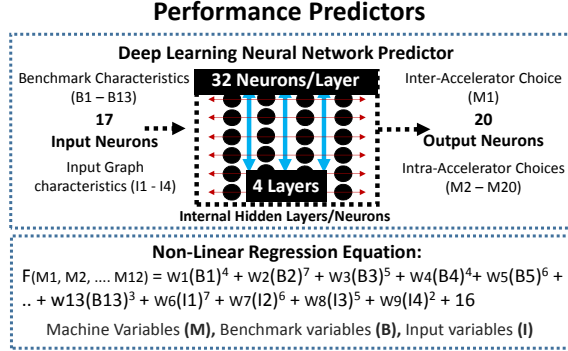 Performance Predictors
Deep Learning Neural Network Predictor
Benchmark Characteristics
(B1 – B13)
17
Input Neurons
Input Graph
characteristics (I1 - I4)
32 Neurons/Layer
4 Layers
Internal Hidden Layers/Neurons
Inter-Accelerator Choice
(M1)
20
Output Neurons
Intra-Accelerator Choices
(M2 – M20)
Non-Linear Regression Equation:
F(M1, M2, .... M12) = w1(B1)⁴ + w2(B2)⁷ + w3(B3)⁵ + w4(B4)⁴+ w5(B5)⁶ +
.. + w13(B13)³ + w6(I1)⁷ + w7(I2)⁶ + w8(I3)⁵ + w9(I4)² + 16
Machine Variables (M), Benchmark variables (B), Input variables (I)